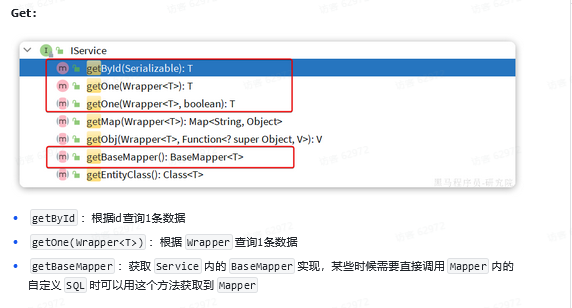 Get：
IService
getById(Serializable): T
getOne(Wrapper<T>): T
getOne(Wrapper<T>, boolean): T
getMap(Wrapper<T>): Map<String, Object>
getObj(Wrapper<T>, Function<? super Object, V>): V
getBaseMapper(): BaseMapper<T>
getEntityClass(): Class<T>
黑马程序员-研究院
getById：根据id查询1条数据
getOne(Wrapper<T>)：根据 Wrapper 查询1条数据
getBaseMapper：获取 Service 内的 BaseMapper 实现，某些时候需要直接调用 Mapper 内的
自定义 SQL 时可以用这个方法获取到 Mapper